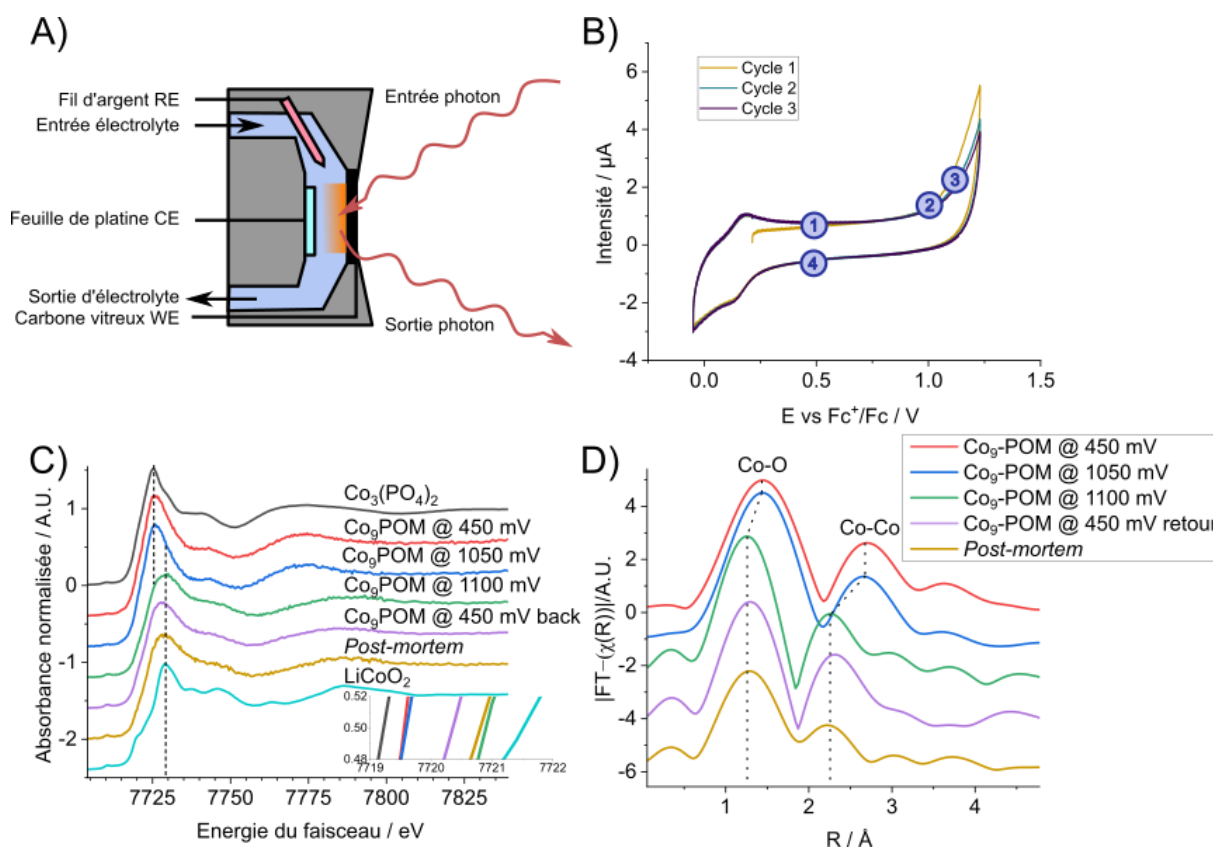 A)
Fil d'argent RE
Entrée électrolyte
Feuille de platine CE
Sortie d'électrolyte
Carbone vitreux WE
Entrée photon
Sortie photon
B)
Cycle 1
Cycle 2
Cycle 3
6
4
2
0
-2
-4
Intensité / µA
1
2
3
4
0.0
0.5
1.0
1.5
E vs Fc⁺/Fc / V
C)
Absorbance normalisée / A.U.
1
0
-1
-2
Co₃(PO₄)₂
Co₉POM @ 450 mV
Co₉POM @ 1050 mV
Co₉POM @ 1100 mV
Co₉POM @ 450 mV back
Post-mortem
LiCoO₂
0.52
0.50
0.48
7719
7720
7721
7722
7725
7750
7775
7800
7825
Energie du faisceau / eV
D)
Co₉-POM @ 450 mV
Co₉-POM @ 1050 mV
Co₉-POM @ 1100 mV
Co₉-POM @ 450 mV retour
Post-mortem
Co-O
Co-Co
|FT−(χ(R))|/A.U.
4
2
0
-2
-4
-6
1
2
3
4
R / Å